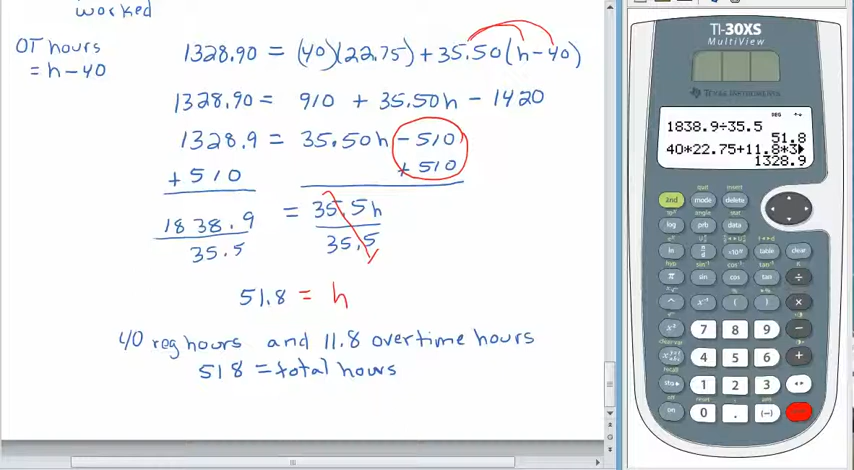 worked
OT hours
= h - 40
1328.90 = (40)(22.75) + 35.50(h - 40)
1328.90 = 910 + 35.50h - 1420
1328.9 = 35.50h - 510
+ 510 + 510
1838.9 = 35.5h
35.5 35.5
51.8 = h
40 reg hours and 11.8 overtime hours
51.8 = total hours
TI-30XS
MultiView
TEXAS INSTRUMENTS
DEG
1838.9÷35.5
51.8
40*22.75+11.8*3
1328.9
2nd mode delete
log prb data
ln table clear
π sin cos tan ÷
^ x⁻¹ ( ) ×
x² 7 8 9 −
4 5 6 +
sto▸ 1 2 3
on 0 . (−)